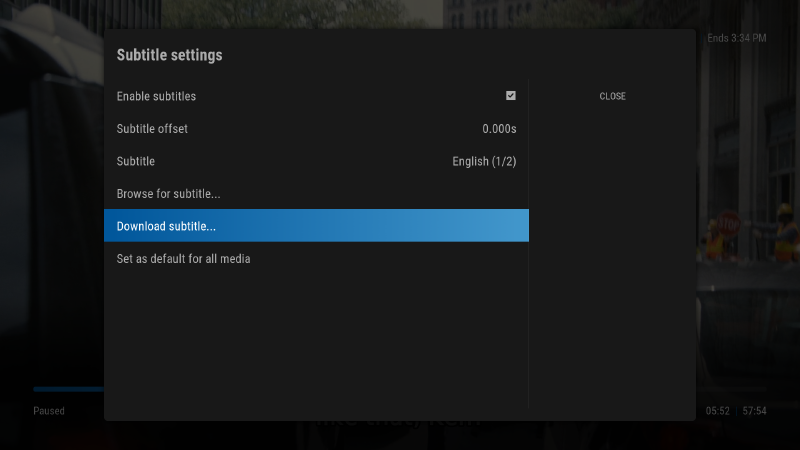 Ends 3:34 PM
Subtitle settings
Enable subtitles
CLOSE
Subtitle offset 0.000s
Subtitle English (1/2)
Browse for subtitle...
Download subtitle...
STOP
Set as default for all media
Paused 05:52 57:54